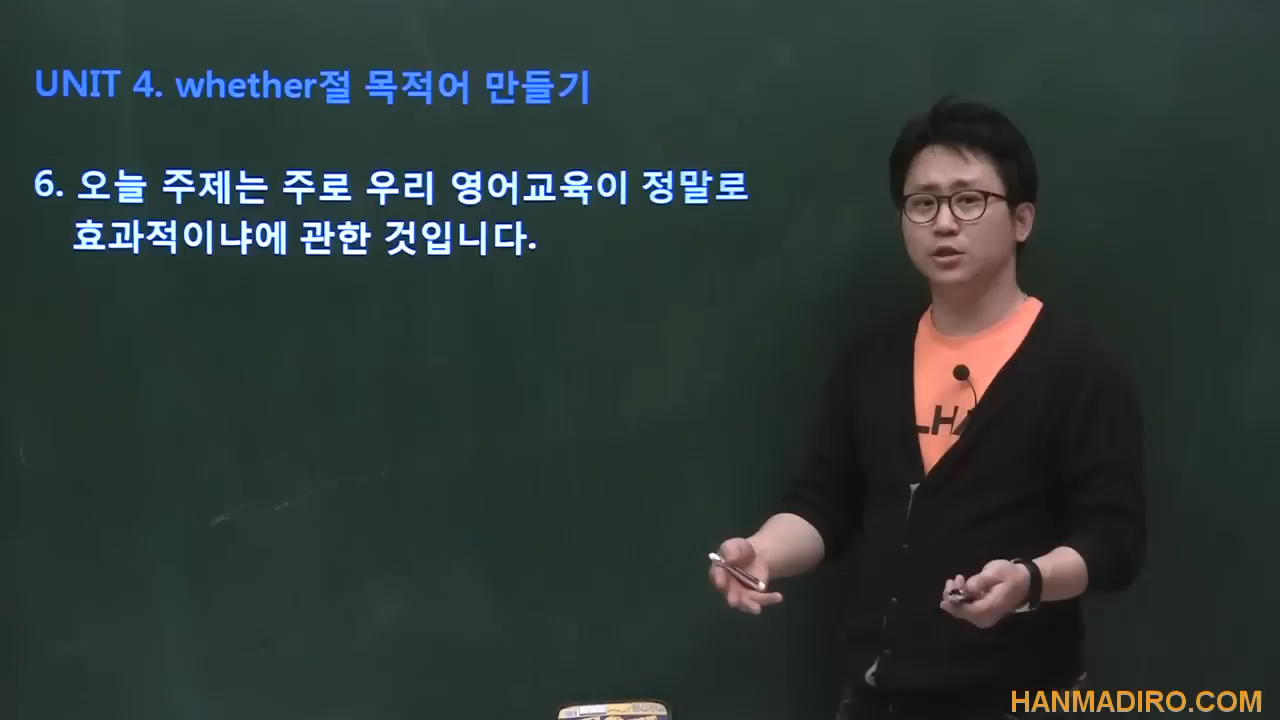 UNIT 4. whether절 목적어 만들기
6. 오늘 주제는 주로 우리 영어교육이 정말로
효과적이냐에 관한 것입니다.
LHA
HANMADIRO.COM